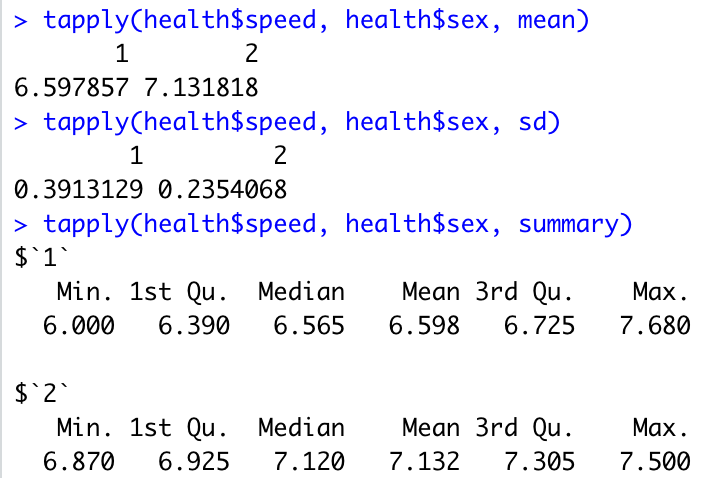 > tapply(health$speed, health$sex, mean)
       1        2
6.597857 7.131818
> tapply(health$speed, health$sex, sd)
        1         2
0.3913129 0.2354068
> tapply(health$speed, health$sex, summary)
$`1`
   Min. 1st Qu.  Median    Mean 3rd Qu.    Max.
  6.000   6.390   6.565   6.598   6.725   7.680

$`2`
   Min. 1st Qu.  Median    Mean 3rd Qu.    Max.
  6.870   6.925   7.120   7.132   7.305   7.500